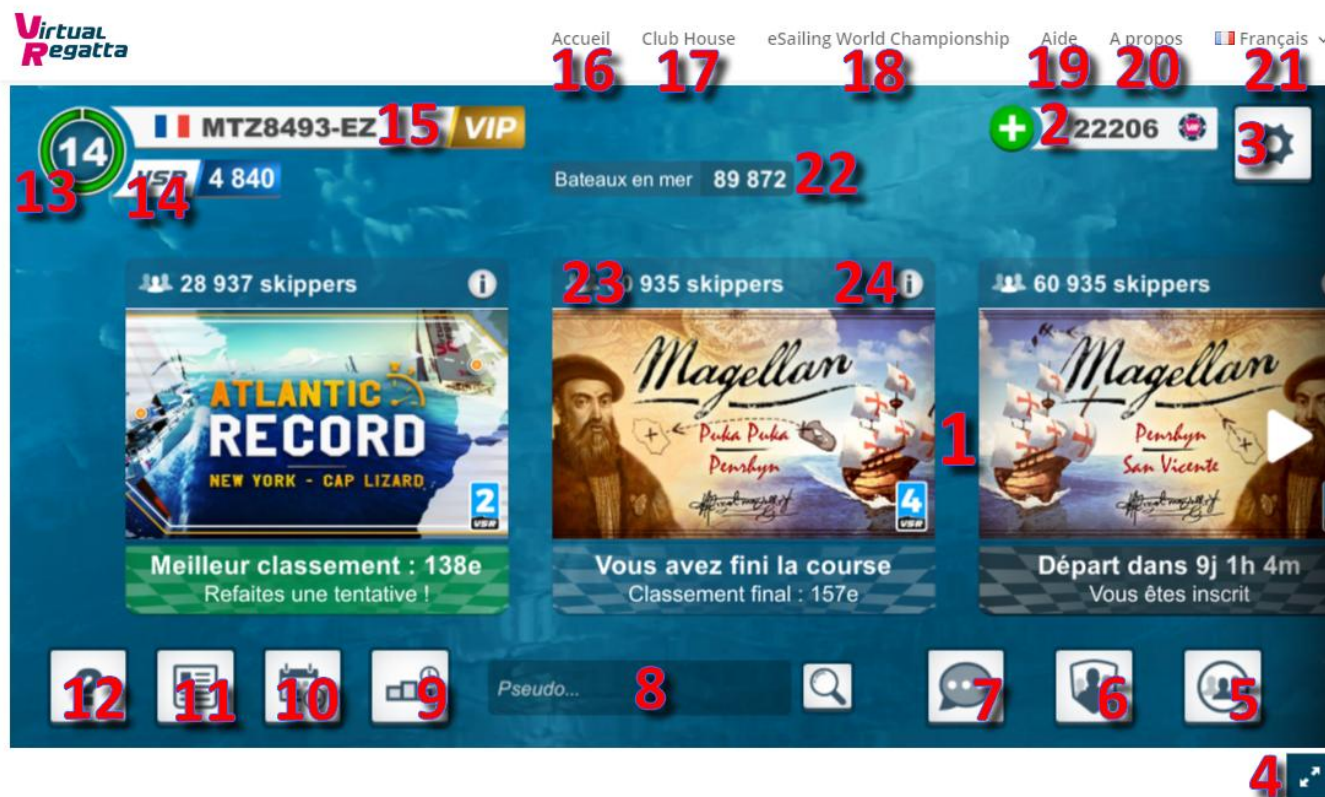 Virtual
Regatta
Accueil Club House eSailing World Championship Aide A propos Français
16 17 18 19 20 21
14 MTZ8493-EZ 15 VIP
2 22206 3
13 VSR 4 840
14
Bateaux en mer 89 872 22
28 937 skippers
23 935 skippers 24
60 935 skippers
ATLANTIC
RECORD
NEW YORK - CAP LIZARD
2
VSR
Magellan
Puka Puka
Penrhyn
4
VSR
1
Magellan
Penrhyn
San Vicente
Meilleur classement : 138e
Refaites une tentative !
Vous avez fini la course
Classement final : 157e
Départ dans 9j 1h 4m
Vous êtes inscrit
12 11 10 9 Pseudo... 8 7 6 5
4